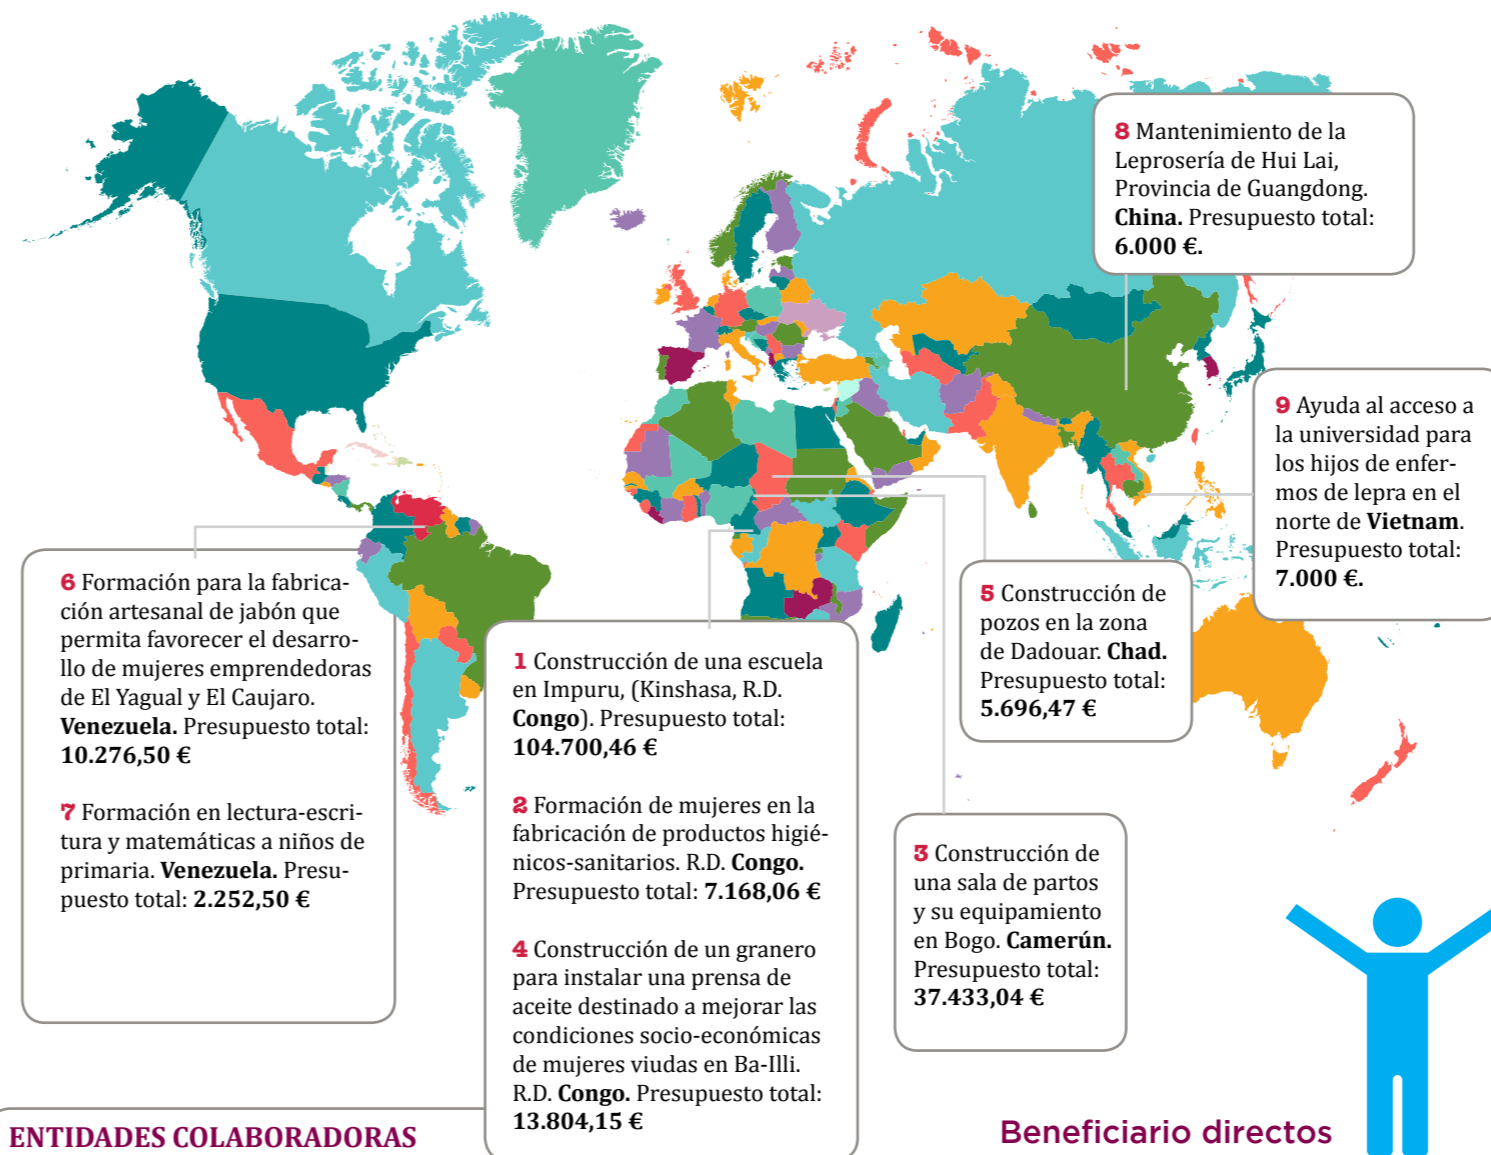 8 Mantenimiento de la
Leprosería de Hui Lai,
Provincia de Guangdong.
China. Presupuesto total:
6.000 €.
9 Ayuda al acceso a
la universidad para
los hijos de enfer-
mos de lepra en el
norte de Vietnam.
Presupuesto total:
7.000 €.
6 Formación para la fabrica-
ción artesanal de jabón que
permita favorecer el desarro-
llo de mujeres emprendedoras
de El Yagual y El Caujaro.
Venezuela. Presupuesto total:
10.276,50 €
7 Formación en lectura-escri-
tura y matemáticas a niños de
primaria. Venezuela. Presu-
puesto total: 2.252,50 €
1 Construcción de una escuela
en Impuru, (Kinshasa, R.D.
Congo). Presupuesto total:
104.700,46 €
2 Formación de mujeres en la
fabricación de productos higié-
nicos-sanitarios. R.D. Congo.
Presupuesto total: 7.168,06 €
4 Construcción de un granero
para instalar una prensa de
aceite destinado a mejorar las
condiciones socio-económicas
de mujeres viudas en Ba-Illi.
R.D. Congo. Presupuesto total:
13.804,15 €
5 Construcción de
pozos en la zona
de Dadouar. Chad.
Presupuesto total:
5.696,47 €
3 Construcción de
una sala de partos
y su equipamiento
en Bogo. Camerún.
Presupuesto total:
37.433,04 €
ENTIDADES COLABORADORAS
Beneficiario directos